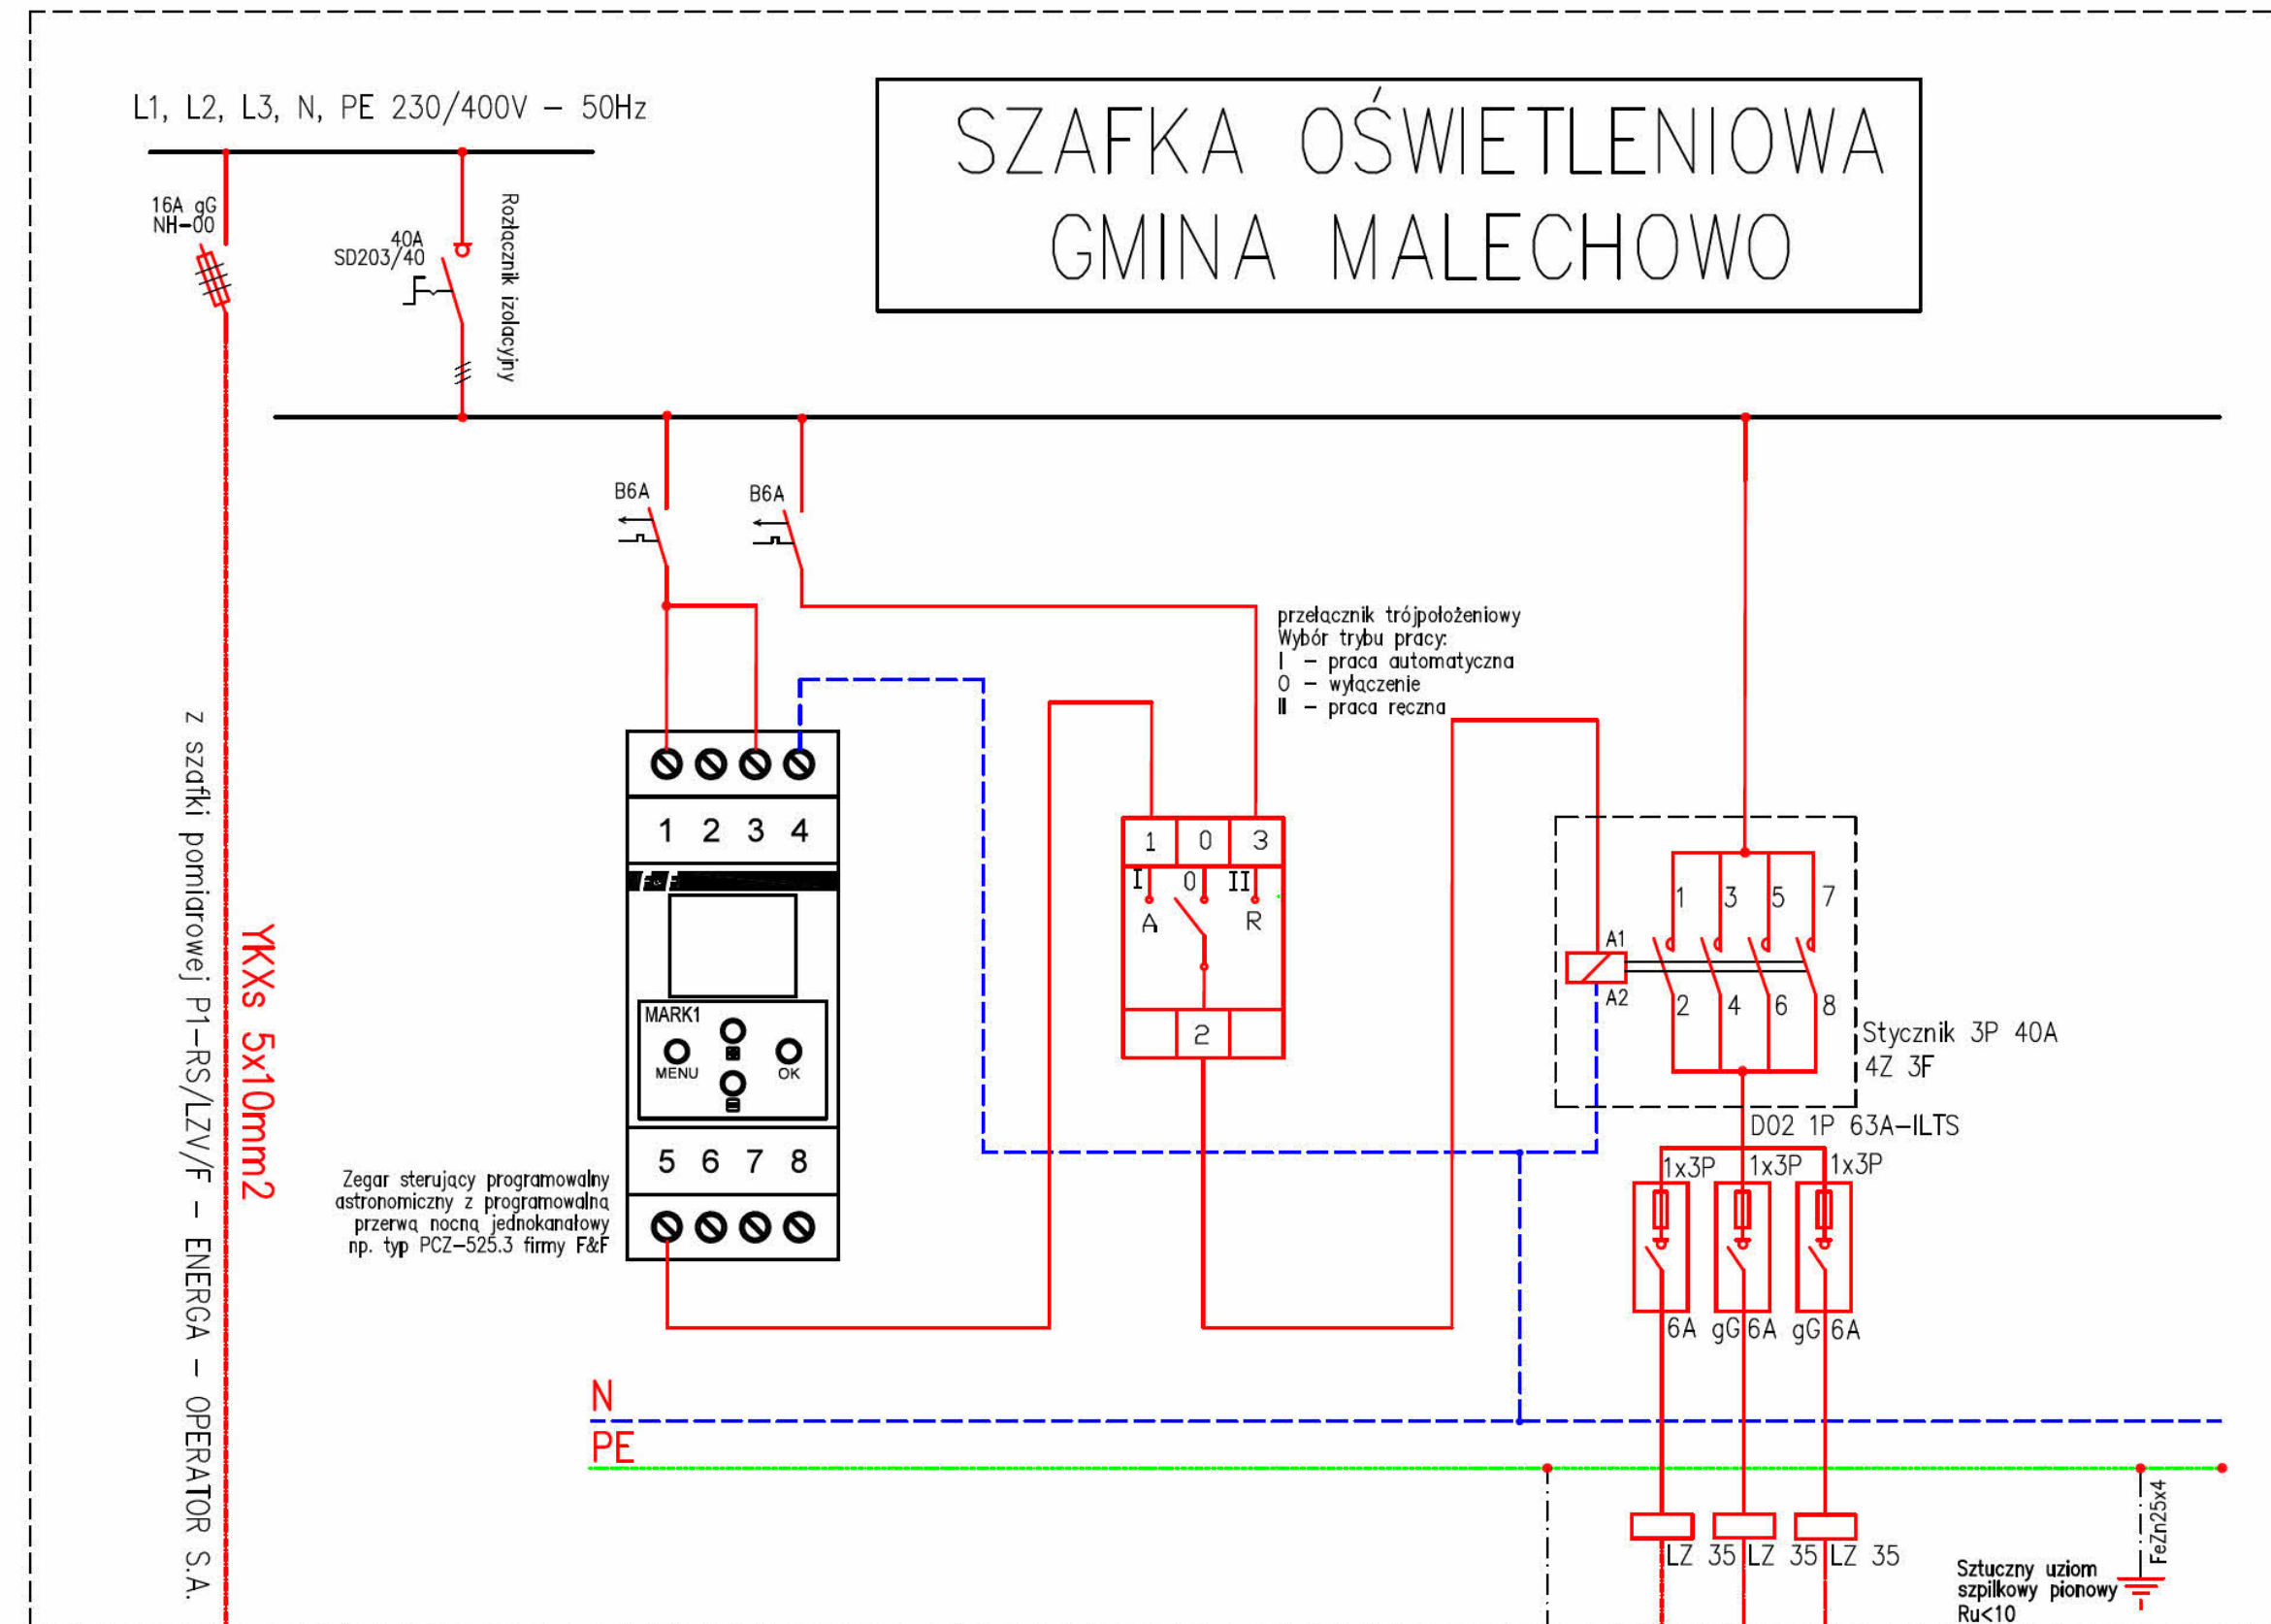 L1, L2, L3, N, PE 230/400V – 50Hz
SZAFKA OŚWIETLENIOWA
GMINA MALECHOWO
16A gG
NH-00
40A
SD203/40
Rozłącznik izolacyjny
B6A
B6A
przełącznik trójpołożeniowy
Wybór trybu pracy:
I – praca automatyczna
0 – wyłączenie
II – praca ręczna
z szafki pomiarowej P1-RS/LZV/F – ENERGA – OPERATOR S.A.
YKXs 5x10mm2
1 2 3 4
F&F
MARK1
MENU
OK
5 6 7 8
Zegar sterujący programowalny
astronomiczny z programowalną
przerwą nocną jednokanałowy
np. typ PCZ-525.3 firmy F&F
1 0 3
I 0 II
A R
2
A1
A2
1 3 5 7
2 4 6 8
Stycznik 3P 40A
4Z 3F
D02 1P 63A-ILTS
1x3P 1x3P 1x3P
6A gG 6A gG 6A
N
PE
LZ 35 LZ 35 LZ 35
FeZn25x4
Sztuczny uziom
szpilkowy pionowy
Ru<10